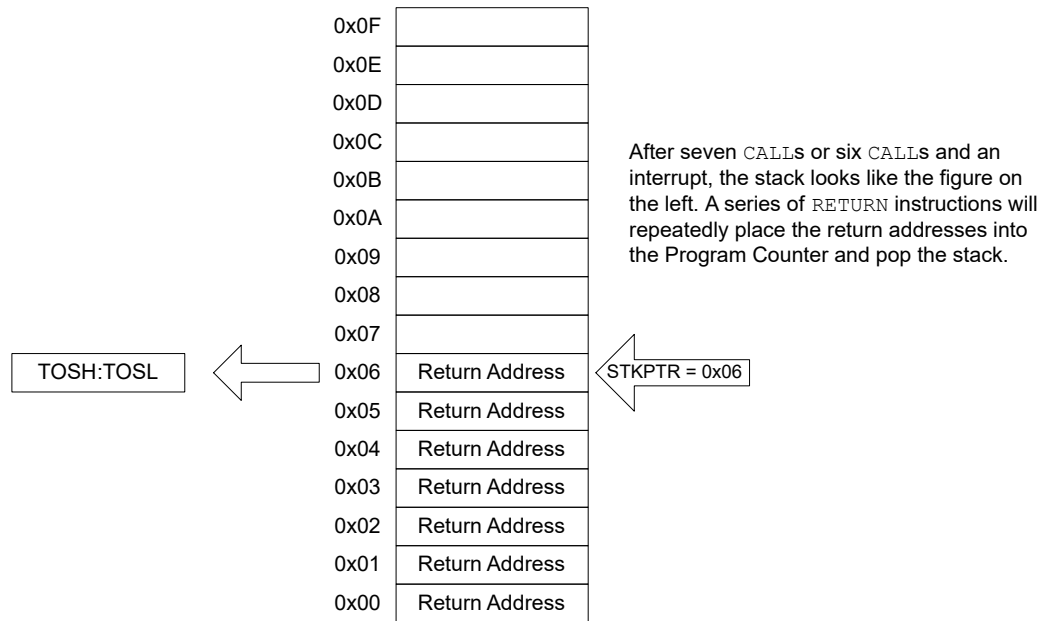 0x0F
0x0E
0x0D
0x0C
0x0B
0x0A
0x09
0x08
0x07
After seven CALLs or six CALLs and an
interrupt, the stack looks like the figure on
the left. A series of RETURN instructions will
repeatedly place the return addresses into
the Program Counter and pop the stack.
TOSH:TOSL
0x06 Return Address
STKPTR = 0x06
0x05 Return Address
0x04 Return Address
0x03 Return Address
0x02 Return Address
0x01 Return Address
0x00 Return Address